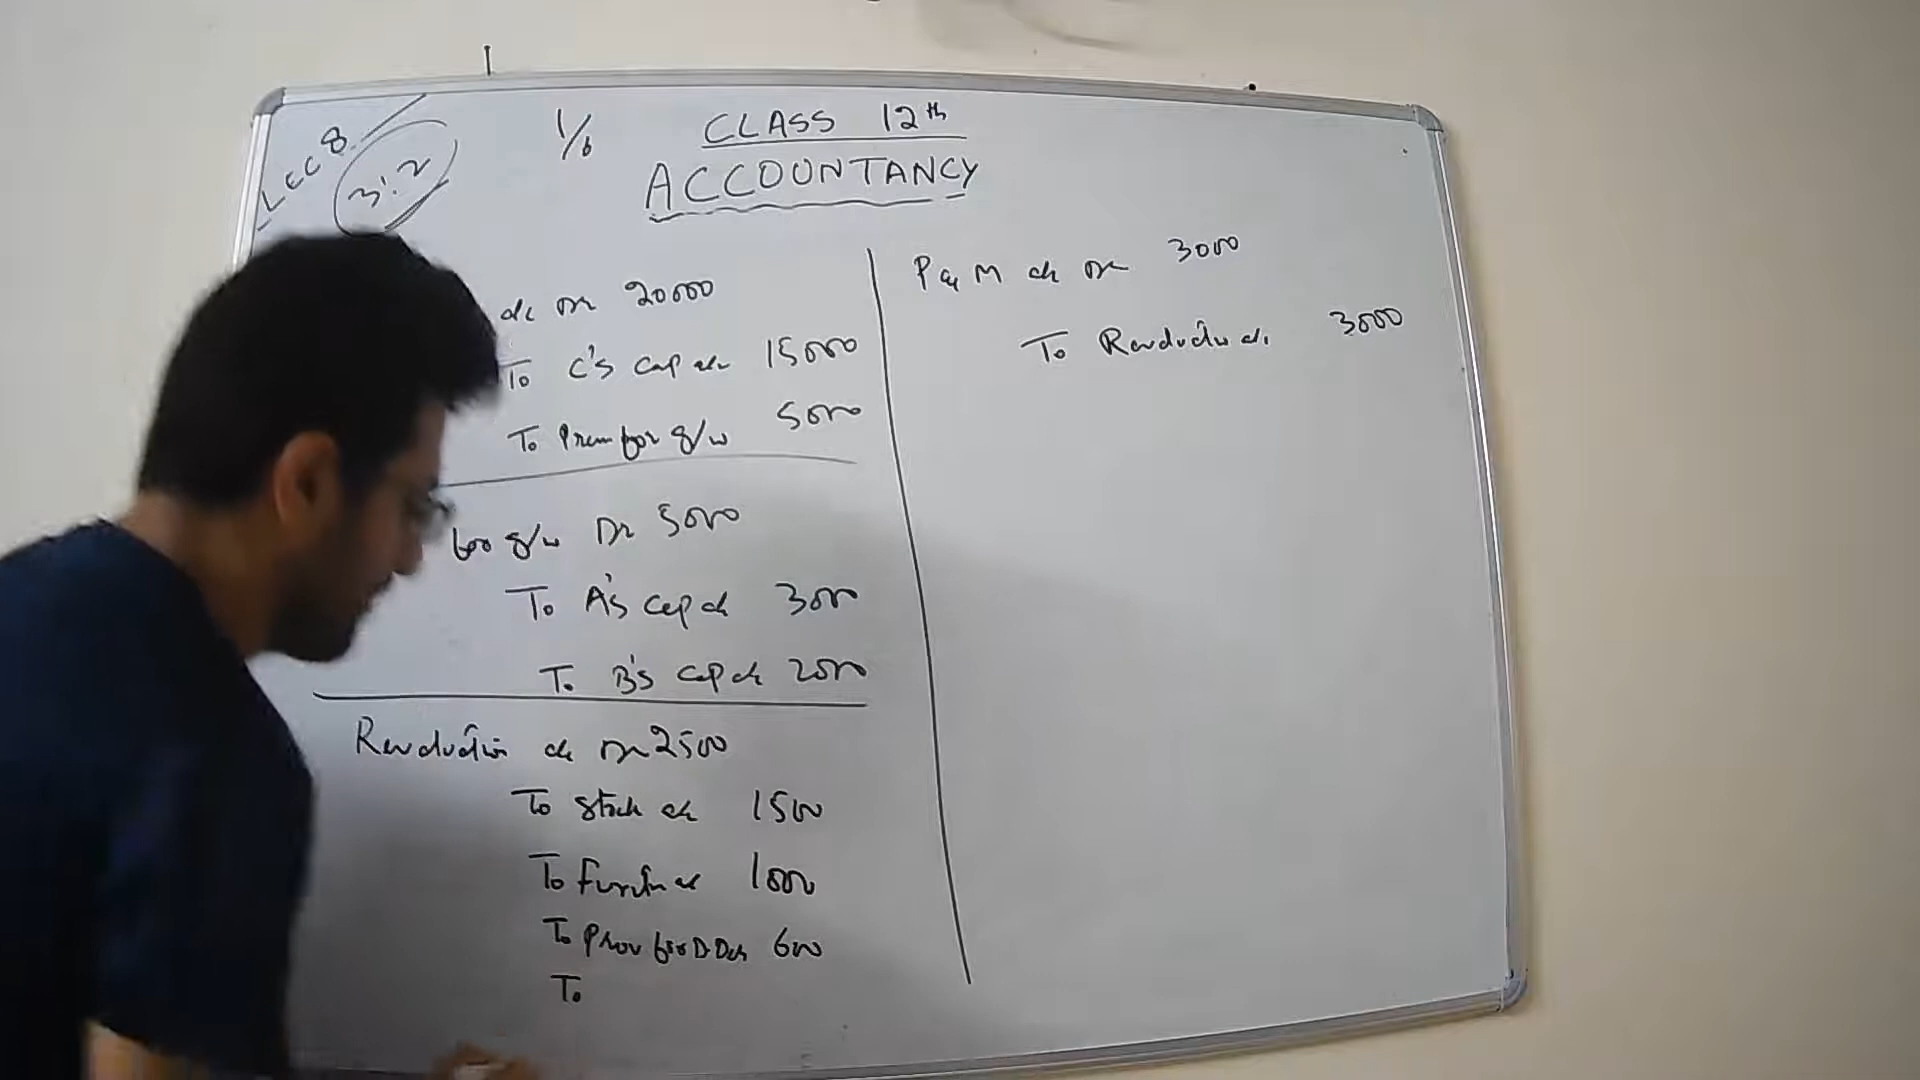 LEC 8
3:2
1/6
CLASS 12th
ACCOUNTANCY
a/c Dr 20000
To C's cap a/c 15000
To Prem for g/w 5000
for g/w Dr 5000
To A's cap a/c 3000
To B's cap a/c 2000
Revaluation a/c Dr 2500
To Stock a/c 1500
To Furn a/c 1000
To Prov for D.D a/c 600
To
P & M a/c Dr 3000
To Revaluation a/c 3000